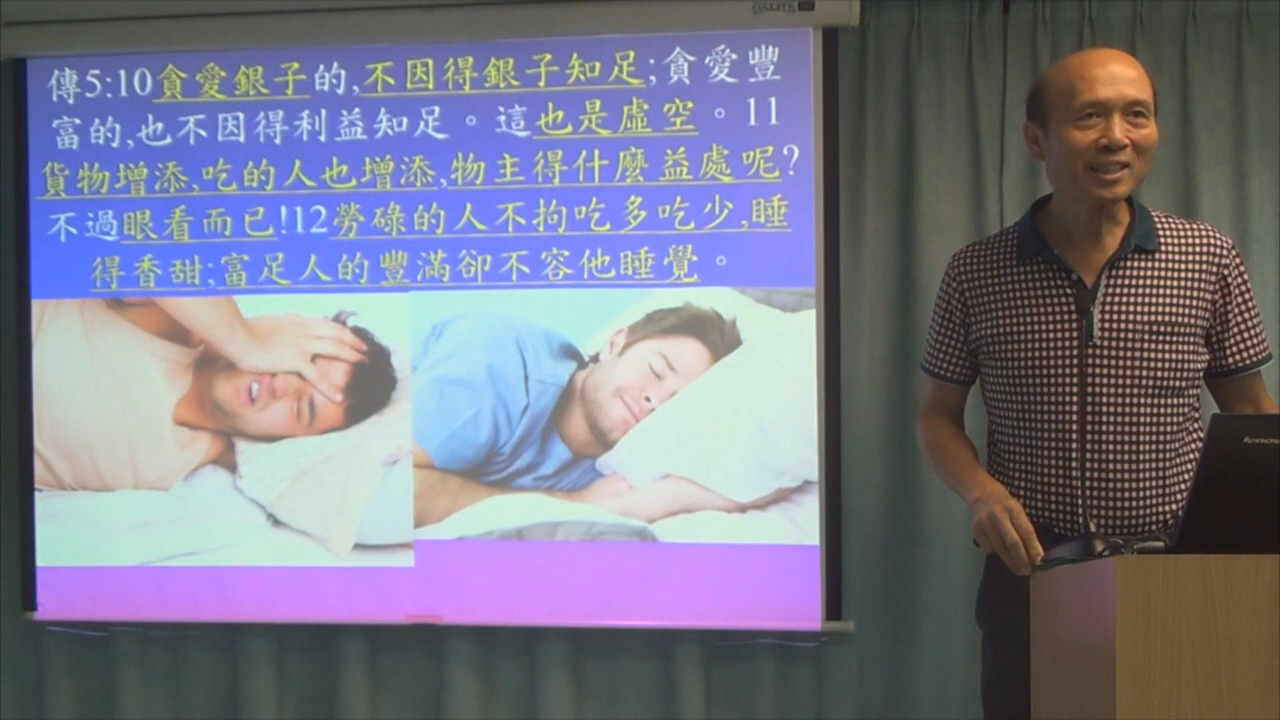 傳5:10貪愛銀子的,不因得銀子知足;貪愛豐
富的,也不因得利益知足。這也是虛空。11
貨物增添,吃的人也增添,物主得什麼益處呢?
不過眼看而已!12勞碌的人不拘吃多吃少,睡
得香甜;富足人的豐滿卻不容他睡覺。
lenovo